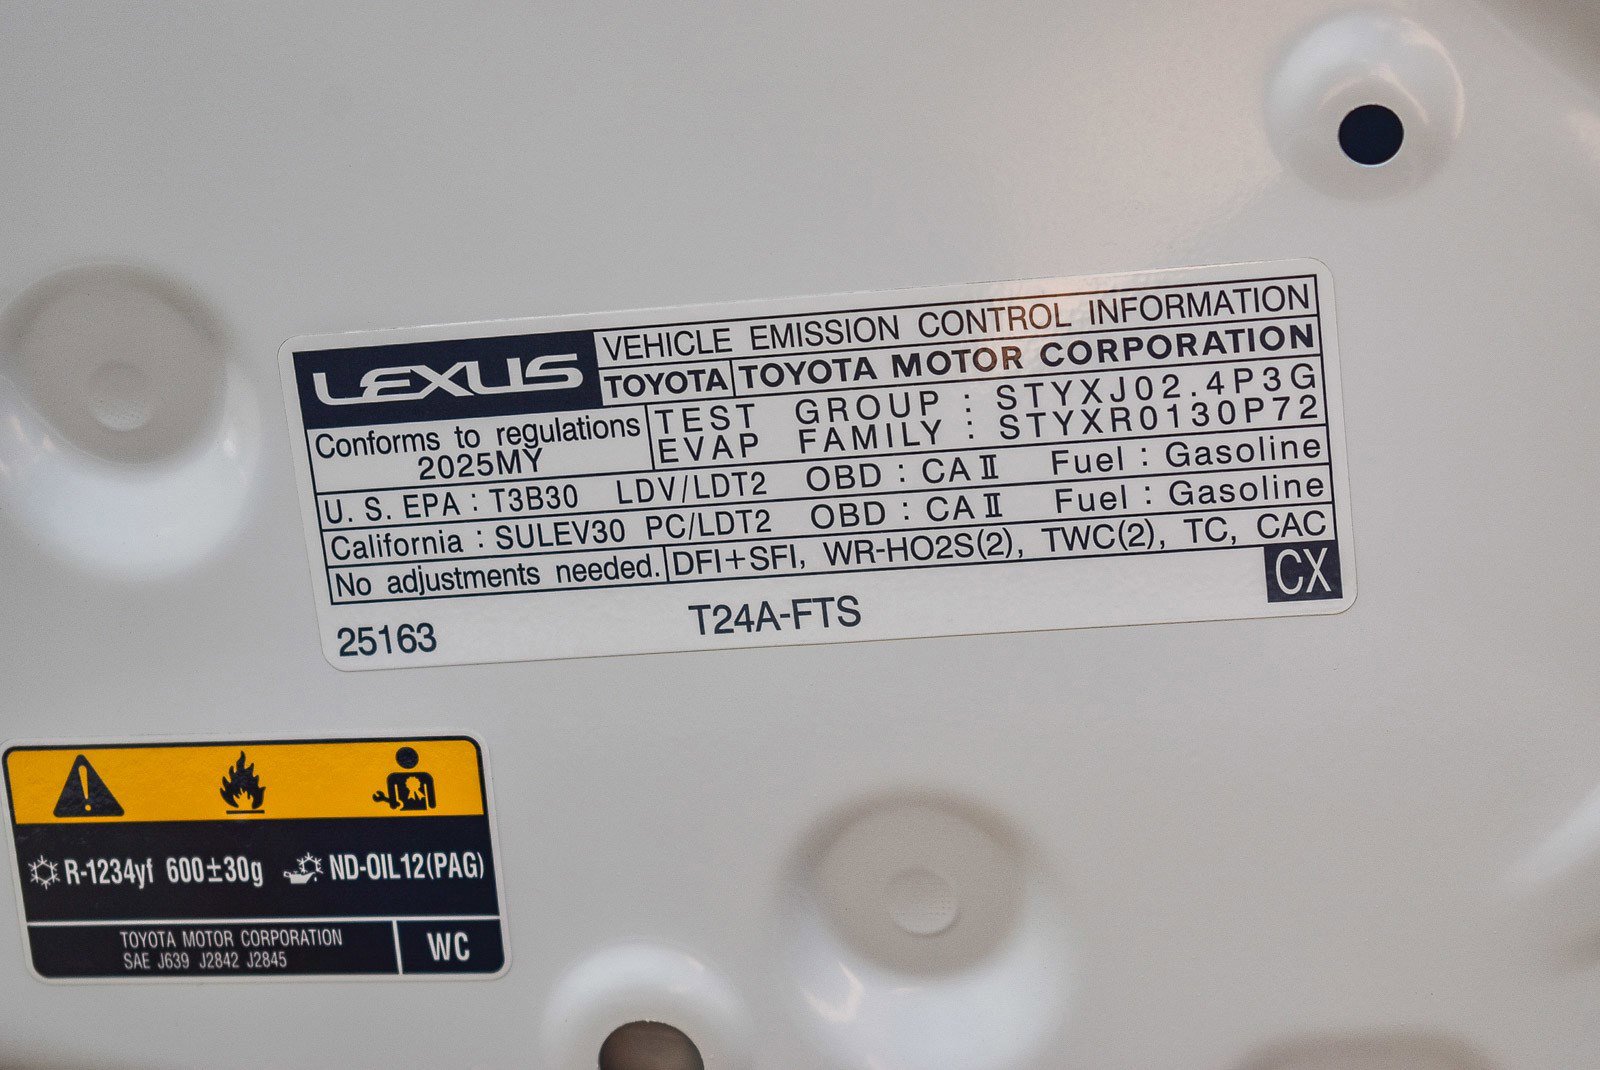 LEXUS
VEHICLE EMISSION CONTROL INFORMATION
TOYOTA TOYOTA MOTOR CORPORATION
Conforms to regulations
2025MY
TEST GROUP : STYXJ02.4P3G
EVAP FAMILY : STYXR0130P72
U. S. EPA : T3B30 LDV/LDT2 OBD : CA II Fuel : Gasoline
California : SULEV30 PC/LDT2 OBD : CA II Fuel : Gasoline
No adjustments needed. DFI+SFI, WR-HO2S(2), TWC(2), TC, CAC
25163 T24A-FTS CX
R-1234yf 600±30g ND-OIL12(PAG)
TOYOTA MOTOR CORPORATION
SAE J639 J2842 J2845
WC